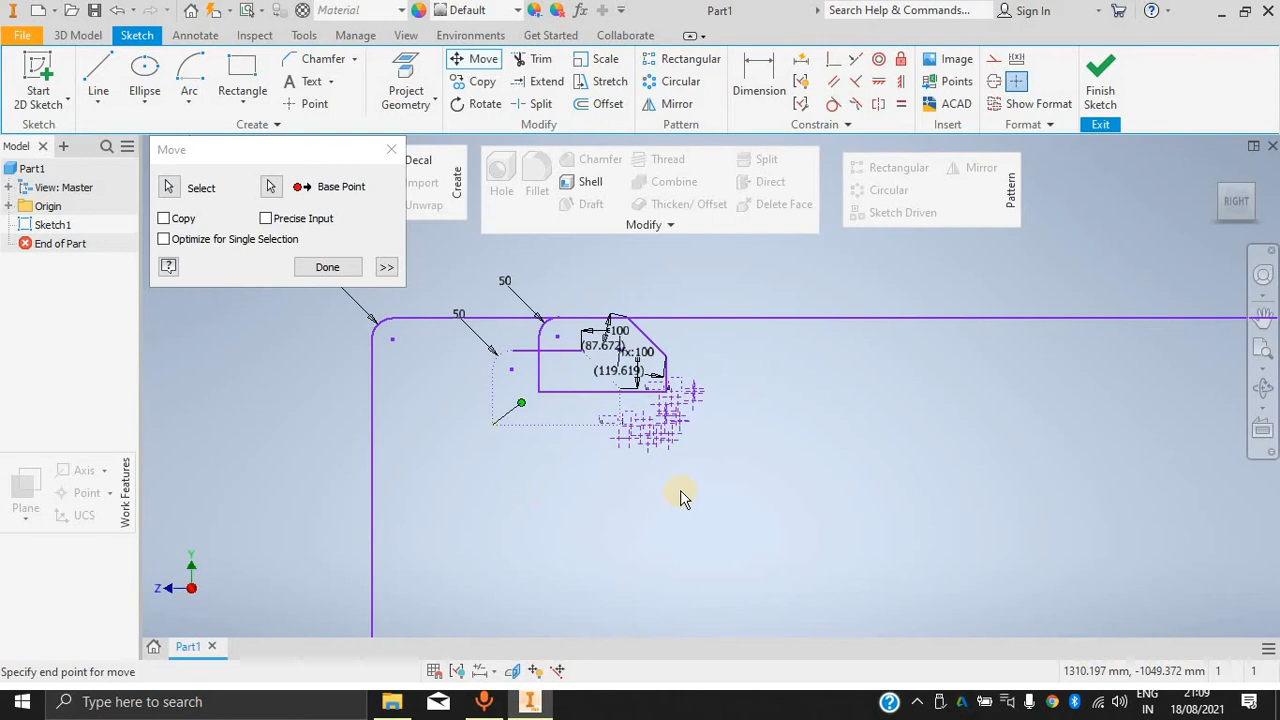 Material
Default
Part1
Search Help & Commands...
Sign In
File
3D Model
Sketch
Annotate
Inspect
Tools
Manage
View
Environments
Get Started
Collaborate
Start
2D Sketch
Line
Ellipse
Arc
Rectangle
Chamfer
Text
Point
Project
Geometry
Move
Copy
Rotate
Trim
Extend
Split
Scale
Stretch
Offset
Rectangular
Circular
Mirror
Dimension
Image
Points
ACAD
Show Format
Finish
Sketch
Sketch
Create
Modify
Pattern
Constrain
Insert
Format
Exit
Model
Part1
View: Master
Origin
Sketch1
End of Part
Move
Select
Base Point
Copy
Precise Input
Optimize for Single Selection
Done
>>
Decal
Import
Unwrap
Create
Hole
Fillet
Chamfer
Shell
Draft
Thread
Combine
Thicken/ Offset
Split
Direct
Delete Face
Modify
Rectangular
Circular
Sketch Driven
Mirror
Pattern
RIGHT
50
50
100
(87.672)
fx:100
(119.619)
Plane
Axis
Point
UCS
Work Features
Y
Z
Part1
Specify end point for move
1310.197 mm, -1049.372 mm
1
1
Type here to search
ENG
IN
21:09
18/08/2021